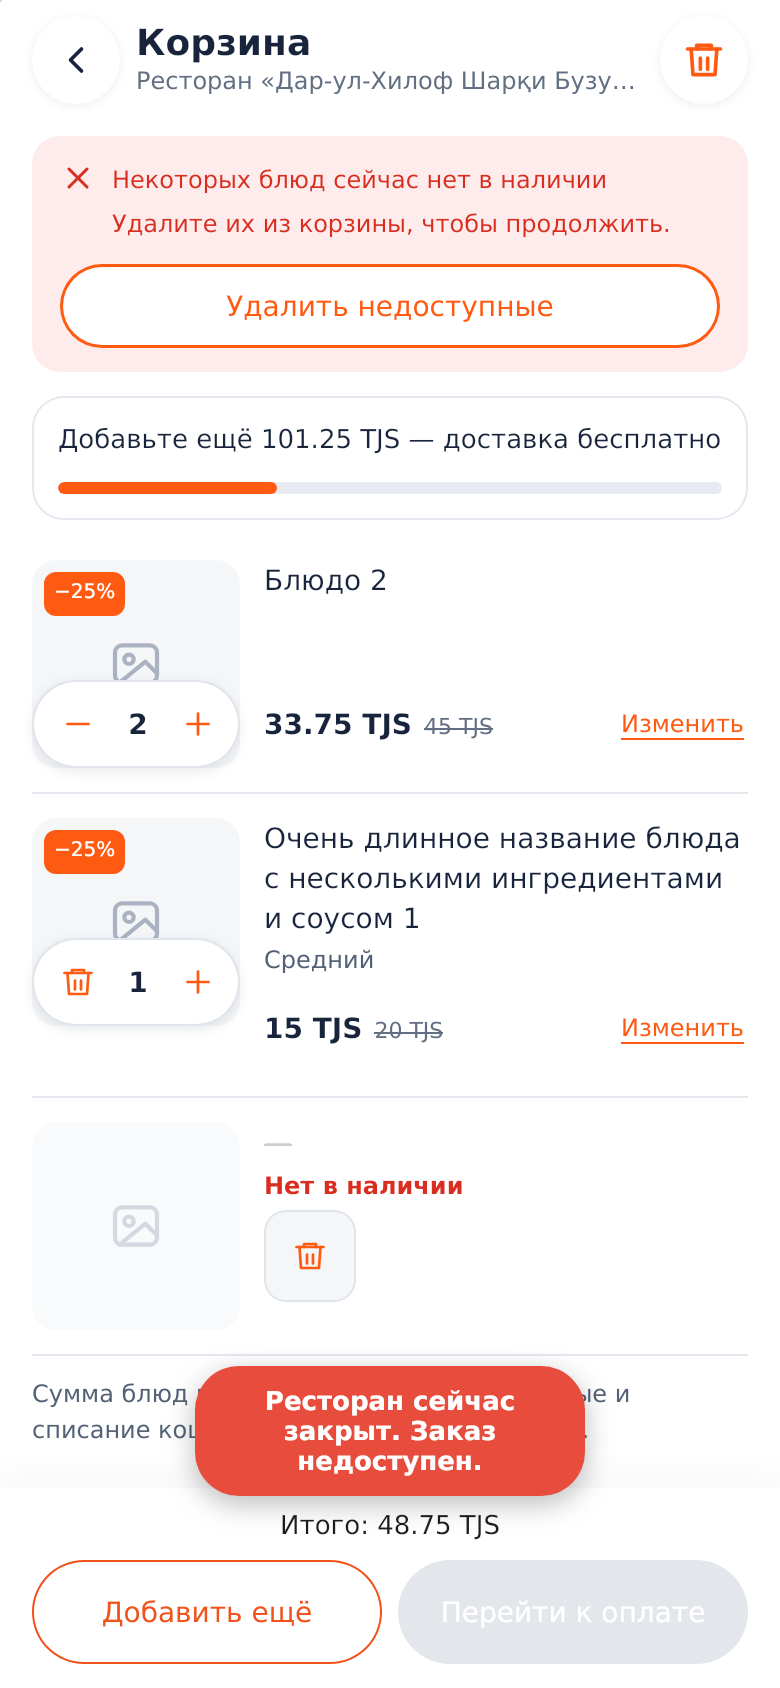 Корзина
Ресторан «Дар-ул-Хилоф Шарқи Бузу...
Некоторых блюд сейчас нет в наличии
Удалите их из корзины, чтобы продолжить.
Удалить недоступные
Добавьте ещё 101.25 TJS — доставка бесплатно
−25%
Блюдо 2
2
33.75 TJS 45 TJS
Изменить
−25%
Очень длинное название блюда
с несколькими ингредиентами
и соусом 1
Средний
1
15 TJS 20 TJS
Изменить
—
Нет в наличии
Сумма блюд
и
списание
Ресторан сейчас
закрыт. Заказ
недоступен.
Итого: 48.75 TJS
Добавить ещё
Перейти к оплате